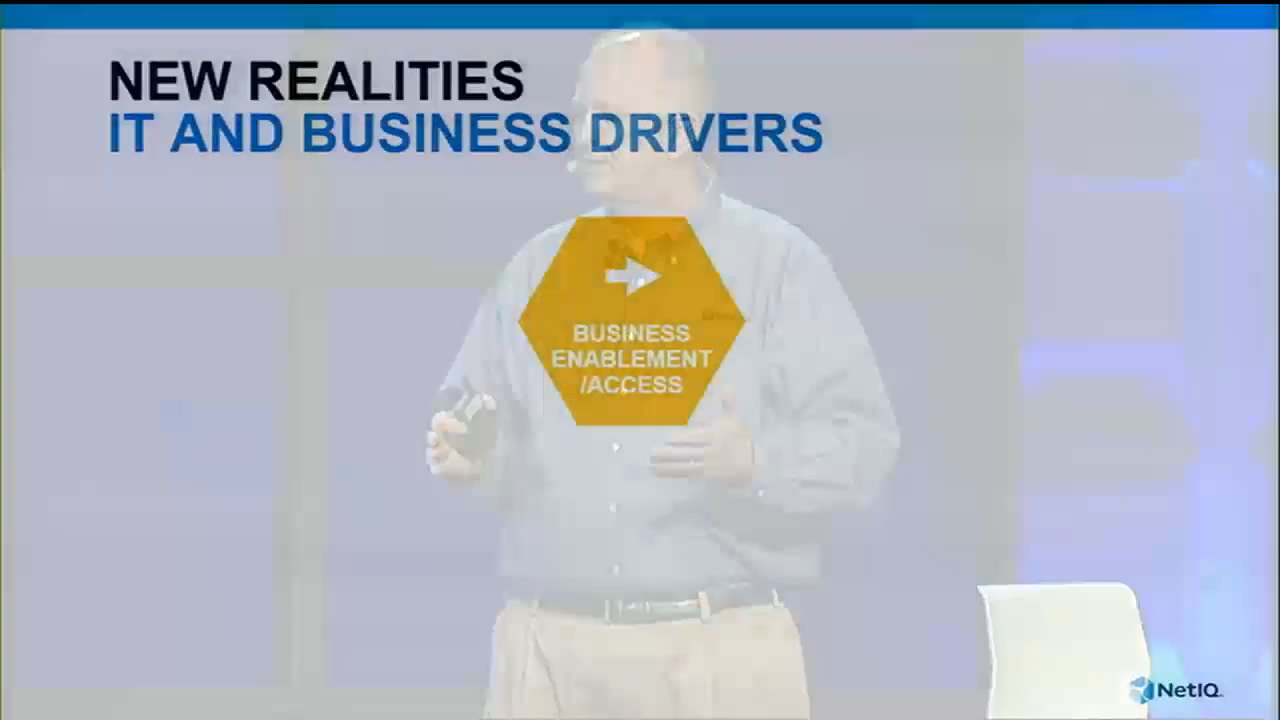 NEW REALITIES
IT AND BUSINESS DRIVERS
BUSINESS
ENABLEMENT
/ACCESS
NetIQ